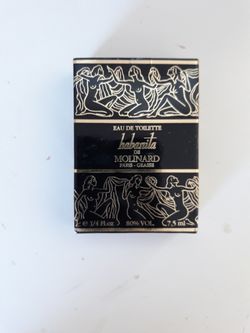 EAU DE TOILETTE
habanita
DE
MOLINARD
PARIS - GRASSE
e 1/4 Fl.oz 80% VOL. 7,5 ml